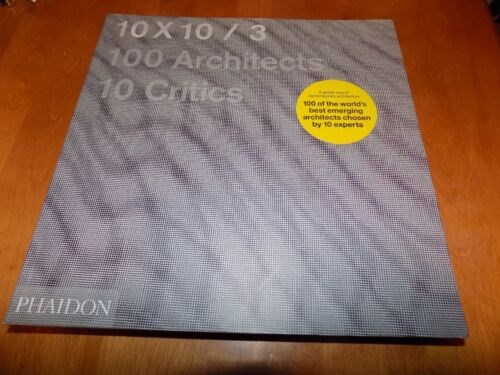 10 X 10 / 3
100 Architects
10 Critics
A global view of
contemporary architecture
100 of the world's
best emerging
architects chosen
by 10 experts
PHAIDON